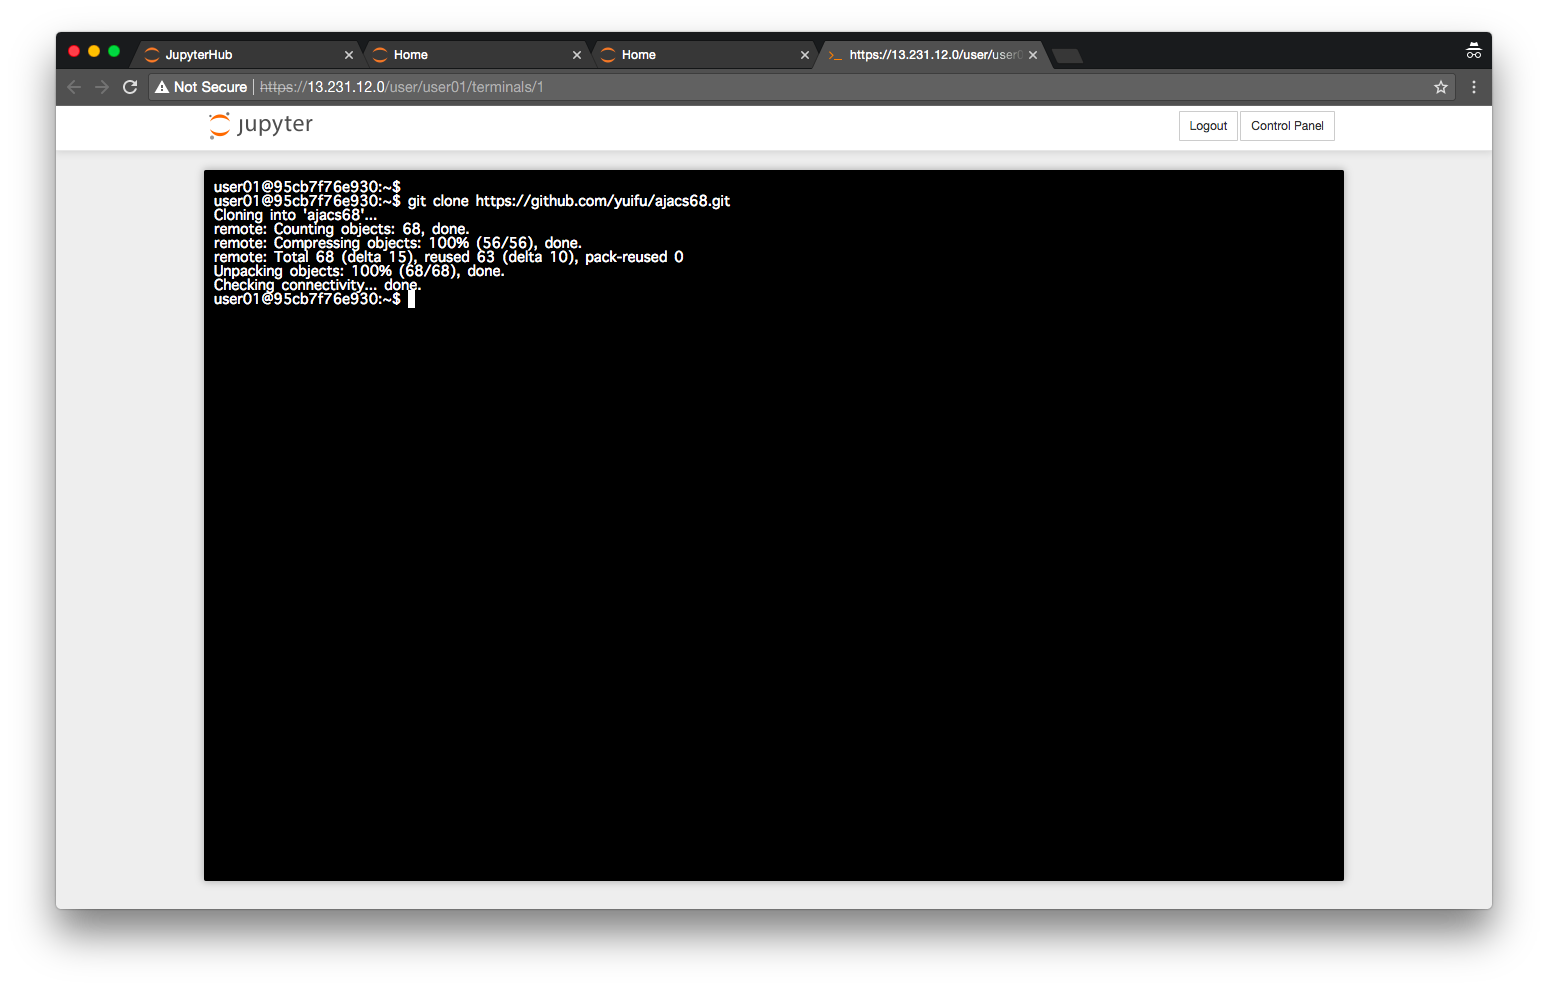 JupyterHub
Home
Home
>_ https://13.231.12.0/user/user0
Not Secure | https://13.231.12.0/user/user01/terminals/1
jupyter
Logout
Control Panel
user01@95cb7f76e930:~$
user01@95cb7f76e930:~$ git clone https://github.com/yuifu/ajacs68.git
Cloning into 'ajacs68'...
remote: Counting objects: 68, done.
remote: Compressing objects: 100% (56/56), done.
remote: Total 68 (delta 15), reused 63 (delta 10), pack-reused 0
Unpacking objects: 100% (68/68), done.
Checking connectivity... done.
user01@95cb7f76e930:~$